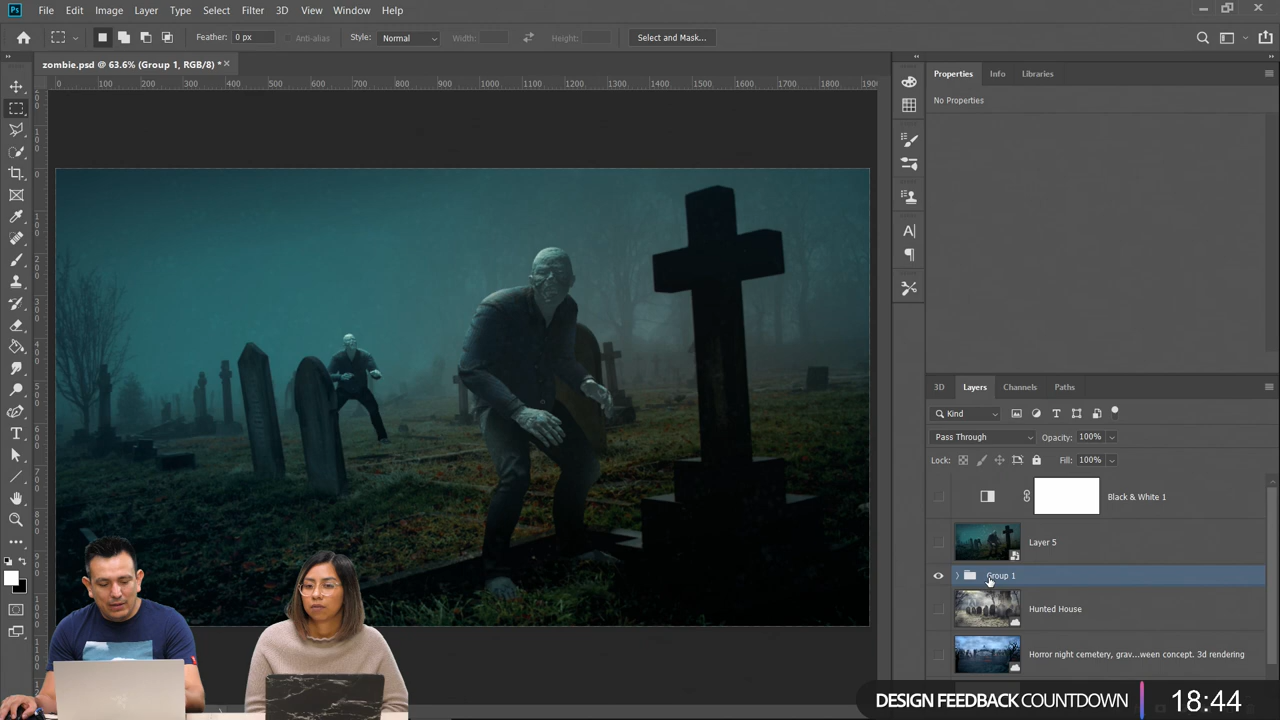 Ps File Edit Image Layer Type Select Filter 3D View Window Help
Feather: 0 px Anti-alias Style: Normal Width: Height: Select and Mask...
zombie.psd @ 63.6% (Group 1, RGB/8) *
0 100 200 300 400 500 600 700 800 900 1000 1100 1200 1300 1400 1500 1600 1700 1800 1900
Properties Info Libraries
No Properties
3D Layers Channels Paths
Kind
Pass Through Opacity: 100%
Lock: Fill: 100%
Black & White 1
Layer 5
Group 1
Hunted House
Horror night cemetery, grav...ween concept. 3d rendering
DESIGN FEEDBACK COUNTDOWN 18:44